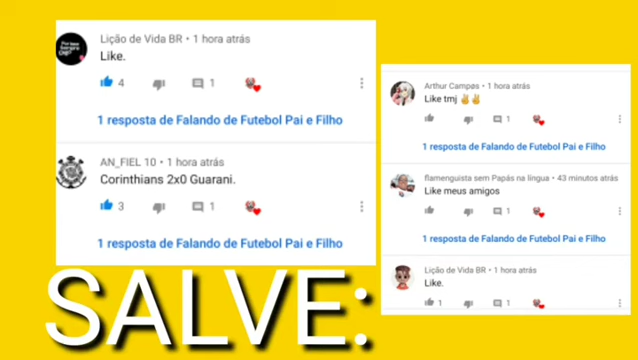 Lição de Vida BR • 1 hora atrás
Like.
4 1
1 resposta de Falando de Futebol Pai e Filho
AN_FIEL 10 • 1 hora atrás
Corinthians 2x0 Guarani.
3 1
1 resposta de Falando de Futebol Pai e Filho
Arthur Campøs • 1 hora atrás
Like tmj ✌✌
1
1 resposta de Falando de Futebol Pai e Filho
flamenguista sem Papás na língua • 43 minutos atrás
Like meus amigos
1
1 resposta de Falando de Futebol Pai e Filho
Lição de Vida BR • 1 hora atrás
Like.
1 1
SALVE: